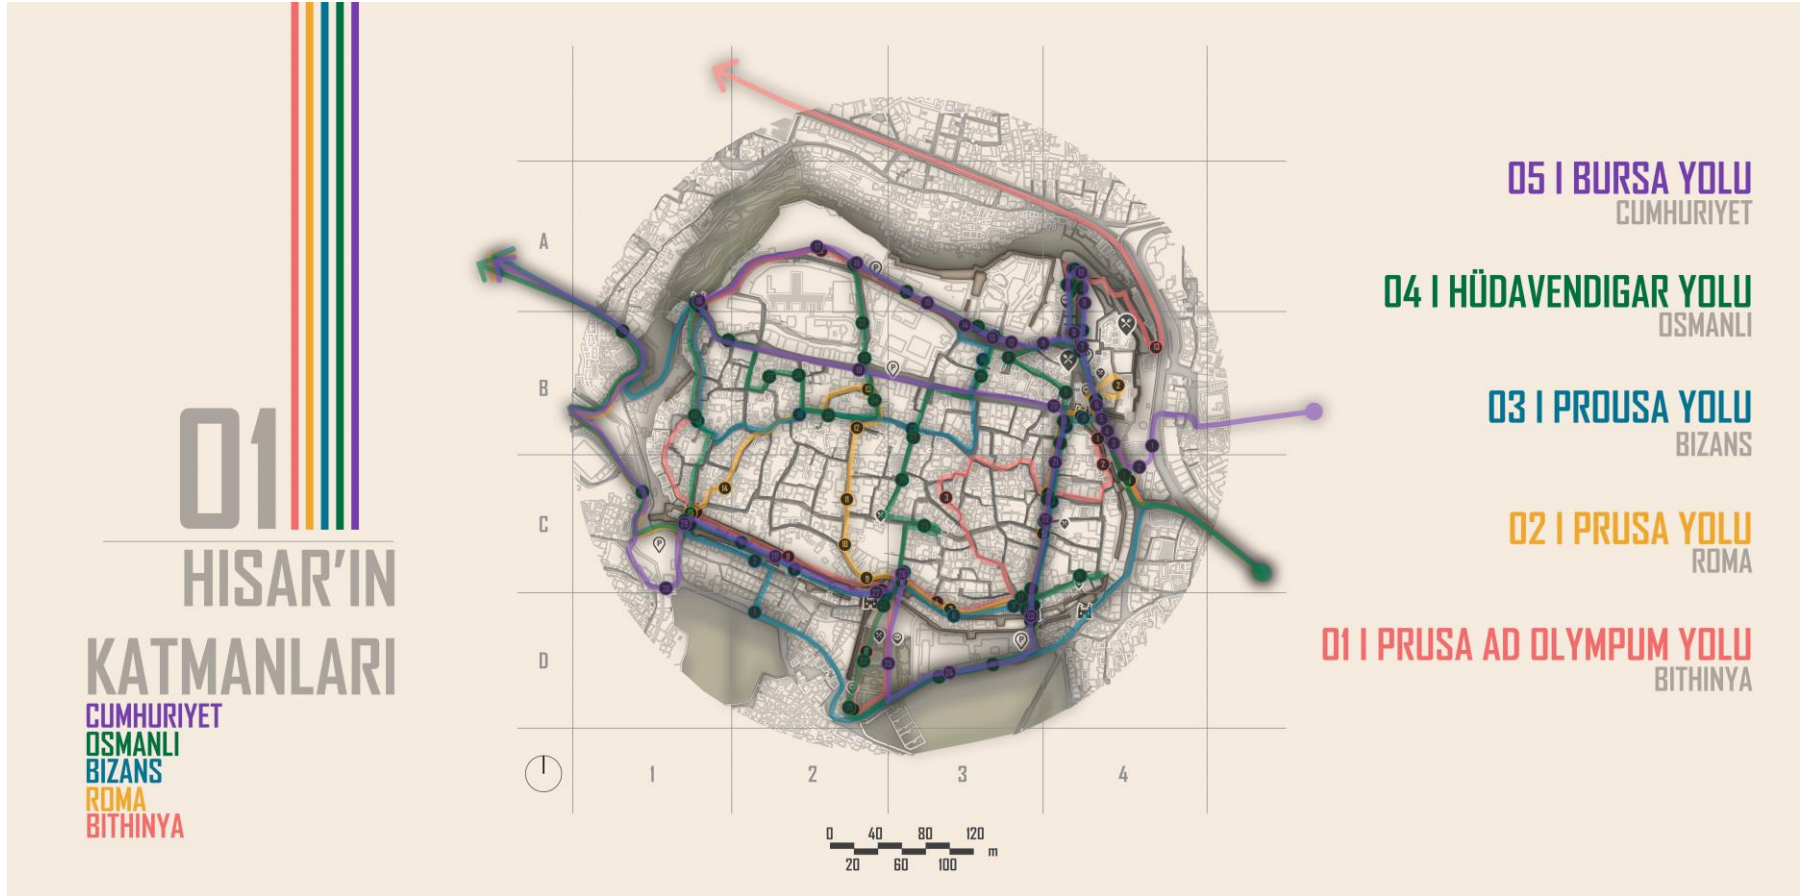 01
HISAR'IN
KATMANLARI
CUMHURIYET
OSMANLI
BIZANS
ROMA
BITHINYA
A
B
C
D
1
2
3
4
0 40 80 120
20 60 100
m
05 I BURSA YOLU
CUMHURIYET
04 I HÜDAVENDIGAR YOLU
OSMANLI
03 I PROUSA YOLU
BIZANS
02 I PRUSA YOLU
ROMA
01 I PRUSA AD OLYMPUM YOLU
BITHINYA